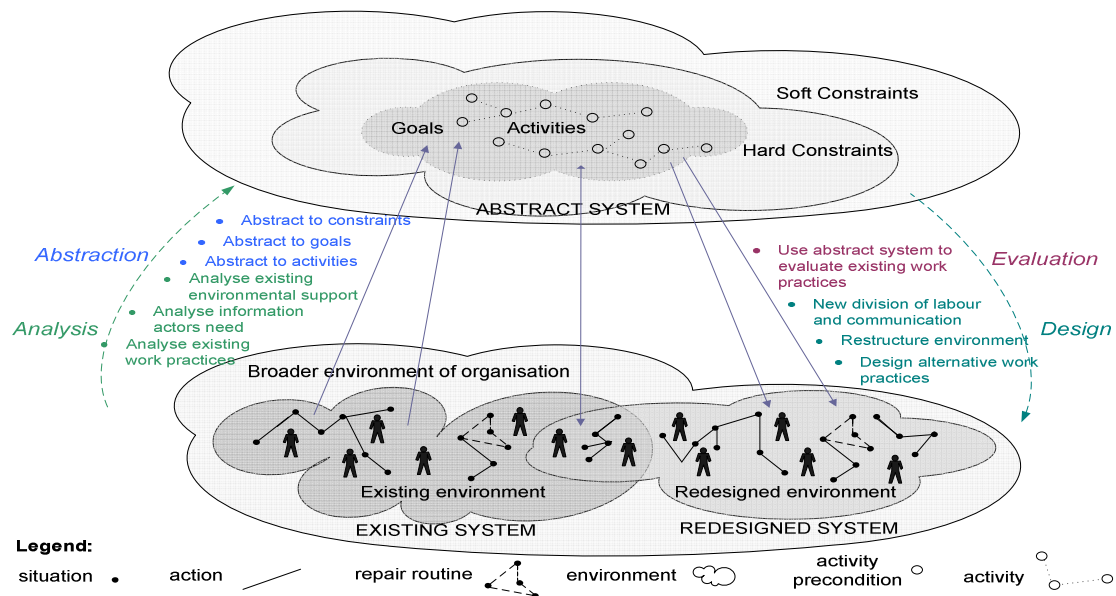 Soft Constraints
Goals
Activities
Hard Constraints
ABSTRACT SYSTEM
Abstraction
Analysis
Abstract to constraints
Abstract to goals
Abstract to activities
Analyse existing
environmental support
Analyse information
actors need
Analyse existing
work practices
Use abstract system to
evaluate existing work
practices
New division of labour
and communication
Restructure environment
Design alternative work
practices
Evaluation
Design
Broader environment of organisation
Existing environment
EXISTING SYSTEM
Redesigned environment
REDESIGNED SYSTEM
Legend:
situation
action
repair routine
environment
activity
precondition
activity